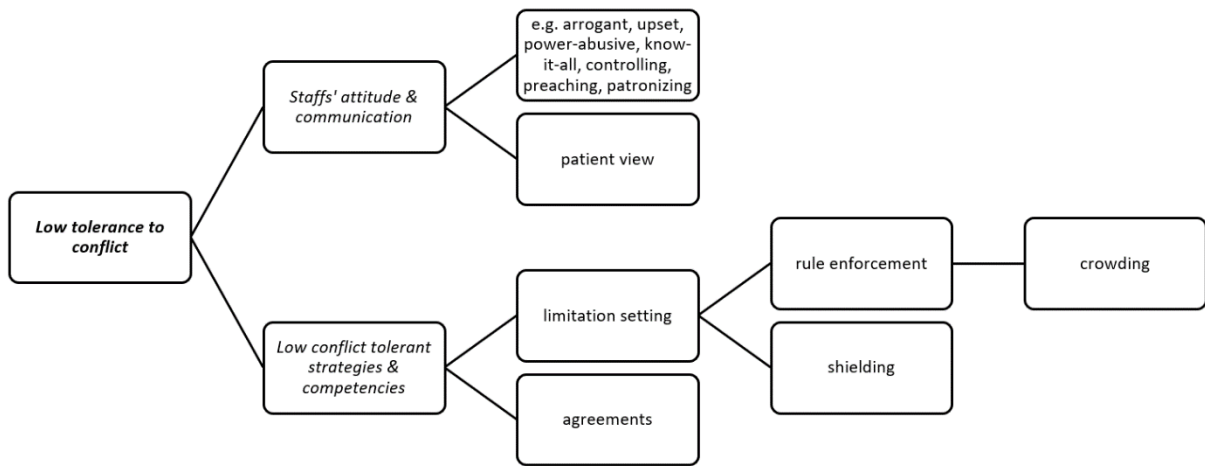 e.g. arrogant, upset,
power-abusive, know-
it-all, controlling,
preaching, patronizing
Staffs' attitude &
communication
patient view
Low tolerance to
conflict
rule enforcement
crowding
limitation setting
Low conflict tolerant
strategies &
competencies
shielding
agreements